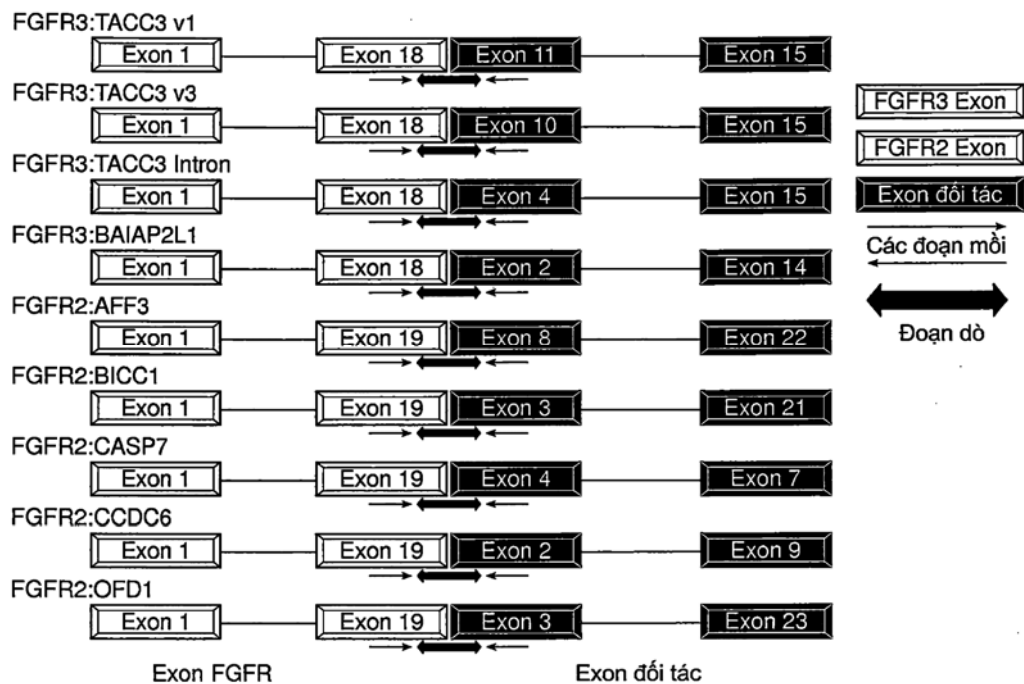 FGFR3:TACC3 v1
Exon 1 Exon 18 Exon 11 Exon 15
FGFR3:TACC3 v3
Exon 1 Exon 18 Exon 10 Exon 15
FGFR3:TACC3 Intron
Exon 1 Exon 18 Exon 4 Exon 15
FGFR3:BAIAP2L1
Exon 1 Exon 18 Exon 2 Exon 14
FGFR2:AFF3
Exon 1 Exon 19 Exon 8 Exon 22
FGFR2:BICC1
Exon 1 Exon 19 Exon 3 Exon 21
FGFR2:CASP7
Exon 1 Exon 19 Exon 4 Exon 7
FGFR2:CCDC6
Exon 1 Exon 19 Exon 2 Exon 9
FGFR2:OFD1
Exon 1 Exon 19 Exon 3 Exon 23
Exon FGFR Exon đối tác
FGFR3 Exon
FGFR2 Exon
Exon đối tác
Các đoạn mồi
Đoạn dò